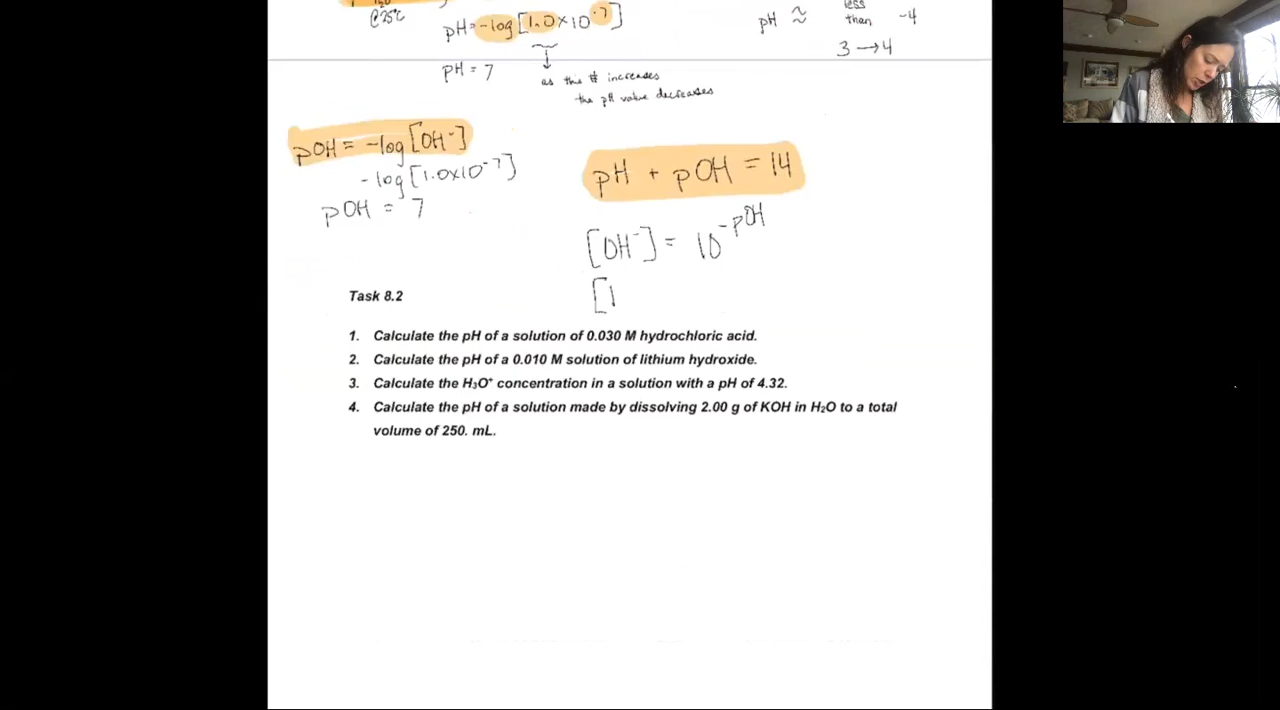 H₂O
@25°C
pH = -log[1.0×10⁻⁷]
pH = 7
as this # increases
the pH value decreases
pH ≈
less
than -4
3 → 4
pOH = -log[OH⁻]
-log[1.0×10⁻⁷]
pOH = 7
pH + pOH = 14
[OH⁻] = 10⁻ᵖᴼᴴ
[
Task 8.2
1. Calculate the pH of a solution of 0.030 M hydrochloric acid.
2. Calculate the pH of a 0.010 M solution of lithium hydroxide.
3. Calculate the H₃O⁺ concentration in a solution with a pH of 4.32.
4. Calculate the pH of a solution made by dissolving 2.00 g of KOH in H₂O to a total
volume of 250. mL.